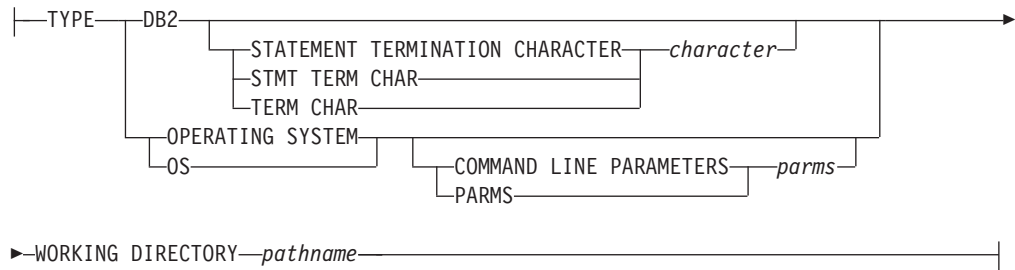 TYPE DB2
STATEMENT TERMINATION CHARACTER character
STMT TERM CHAR
TERM CHAR
OPERATING SYSTEM
OS
COMMAND LINE PARAMETERS parms
PARMS
WORKING DIRECTORY pathname